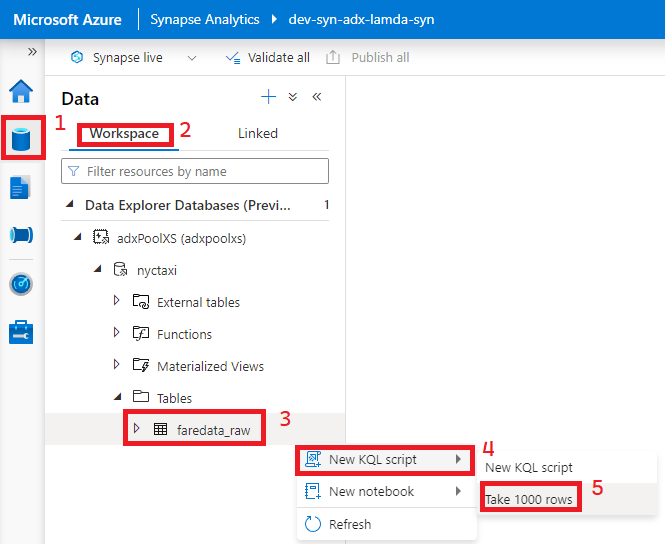 Microsoft Azure Synapse Analytics dev-syn-adx-lamda-syn
» Synapse live Validate all Publish all
Data
1 Workspace 2 Linked
Filter resources by name
Data Explorer Databases (Previ... 1
adxPoolXS (adxpoolxs)
nyctaxi
External tables
Functions
Materialized Views
Tables
faredata_raw 3
New KQL script 4
New KQL script
New notebook
Take 1000 rows 5
Refresh